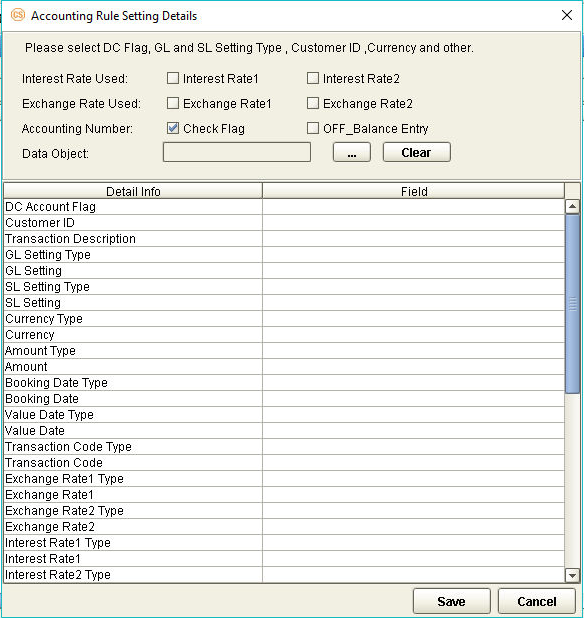 CS Accounting Rule Setting Details
Please select DC Flag, GL and SL Setting Type , Customer ID ,Currency and other.
Interest Rate Used: Interest Rate1 Interest Rate2
Exchange Rate Used: Exchange Rate1 Exchange Rate2
Accounting Number: Check Flag OFF_Balance Entry
Data Object: ... Clear
Detail Info Field
DC Account Flag
Customer ID
Transaction Description
GL Setting Type
GL Setting
SL Setting Type
SL Setting
Currency Type
Currency
Amount Type
Amount
Booking Date Type
Booking Date
Value Date Type
Value Date
Transaction Code Type
Transaction Code
Exchange Rate1 Type
Exchange Rate1
Exchange Rate2 Type
Exchange Rate2
Interest Rate1 Type
Interest Rate1
Interest Rate2 Type
Save Cancel